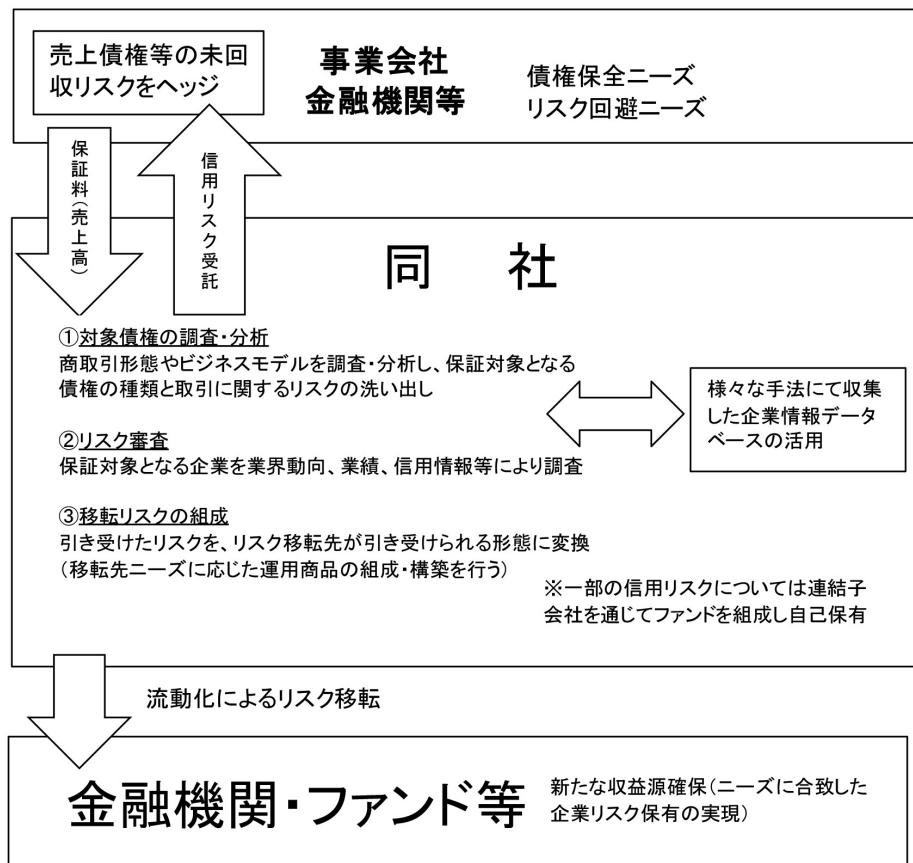 売上債権等の未回
収リスクをヘッジ
事業会社
金融機関等
債権保全ニーズ
リスク回避ニーズ
保証料(売上高)
信用リスク受託
同 社
①対象債権の調査・分析
商取引形態やビジネスモデルを調査・分析し、保証対象となる
債権の種類と取引に関するリスクの洗い出し
②リスク審査
保証対象となる企業を業界動向、業績、信用情報等により調査
③移転リスクの組成
引き受けたリスクを、リスク移転先が引き受けられる形態に変換
(移転先ニーズに応じた運用商品の組成・構築を行う)
様々な手法にて収集
した企業情報データ
ベースの活用
※一部の信用リスクについては連結子
会社を通じてファンドを組成し自己保有
流動化によるリスク移転
金融機関・ファンド等
新たな収益源確保(ニーズに合致した
企業リスク保有の実現)